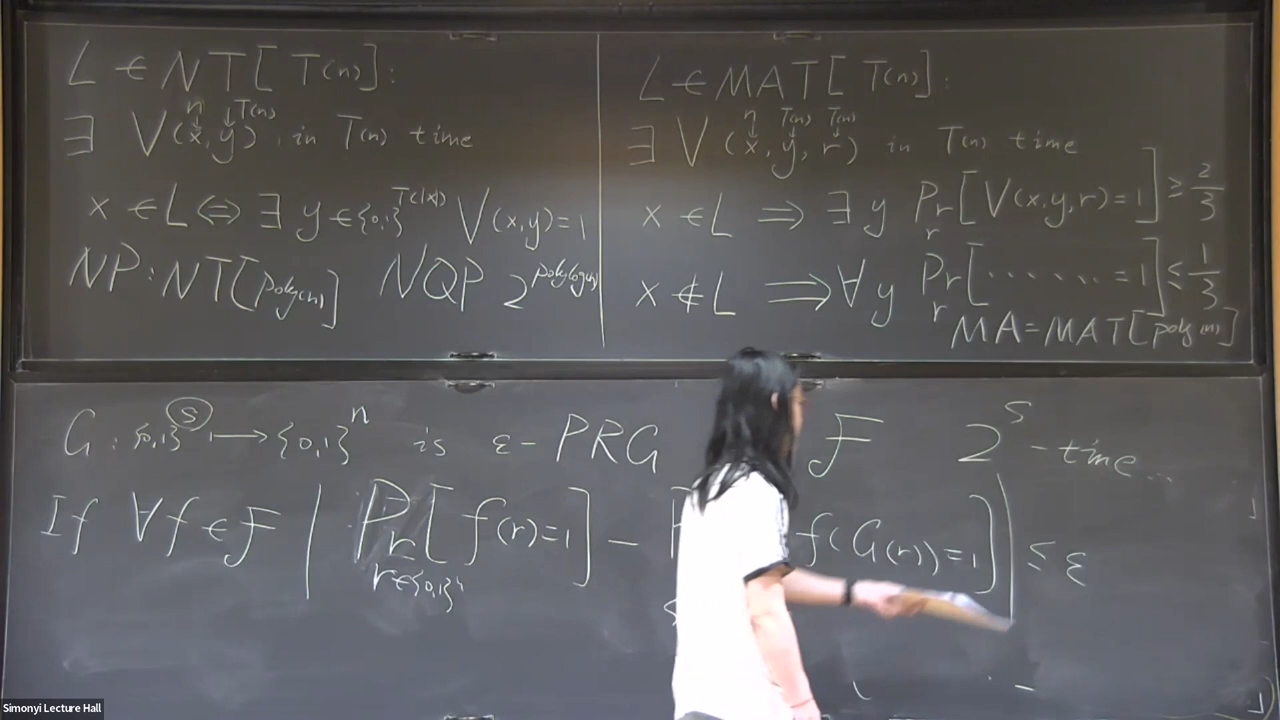 L ∈ NT[T(n)]:
∃ V(x, y) in T(n) time
n T(n)
x ∈ L ⇔ ∃ y ∈ {0,1}^{T(|x|)} V(x,y)=1
NP: NT[poly(n)] NQP 2^{polylog(n)}
L ∈ MAT[T(n)]:
n T(n) T(n)
∃ V(x, y, r) in T(n) time
x ∈ L ⇒ ∃ y Pr_r[V(x,y,r)=1] ≥ 2/3
x ∉ L ⇒ ∀ y Pr_r[......=1] ≤ 1/3
MA = MAT[poly(n)]
G: {0,1}^s ↦ {0,1}^n is ε-PRG F 2^s-time...
If ∀f ∈ F | Pr[f(r)=1] - f(G(r))=1] | ≤ ε
r∈{0,1}^n
Simonyi Lecture Hall